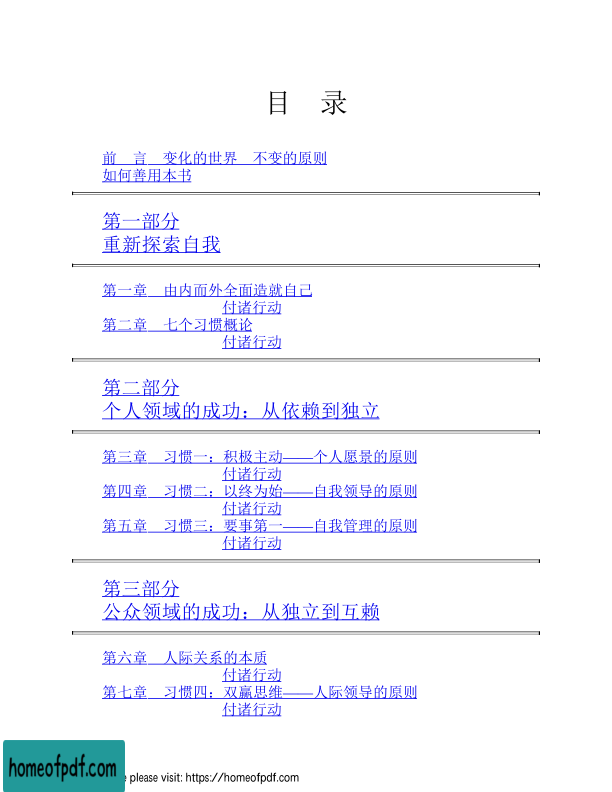 目 录
前 言 变化的世界 不变的原则
如何善用本书
第一部分
重新探索自我
第一章 由内而外全面造就自己
付诸行动
第二章 七个习惯概论
付诸行动
第二部分
个人领域的成功：从依赖到独立
第三章 习惯一：积极主动——个人愿景的原则
付诸行动
第四章 习惯二：以终为始——自我领导的原则
付诸行动
第五章 习惯三：要事第一——自我管理的原则
付诸行动
第三部分
公众领域的成功：从独立到互赖
第六章 人际关系的本质
付诸行动
第七章 习惯四：双赢思维——人际领导的原则
付诸行动
homeofpdf.com
please visit: https://homeofpdf.com